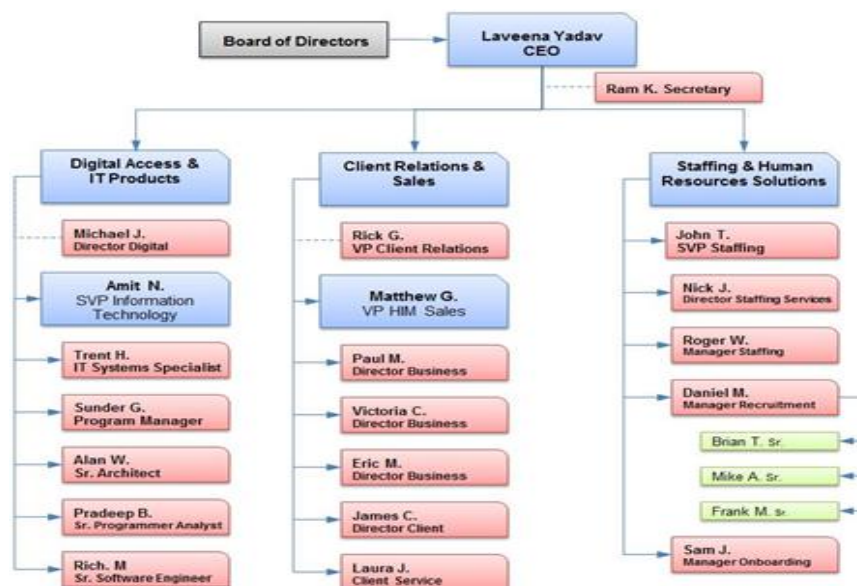 Board of Directors
Laveena Yadav
CEO
Ram K. Secretary
Digital Access &
IT Products
Michael J.
Director Digital
Amit N.
SVP Information
Technology
Trent H.
IT Systems Specialist
Sunder G.
Program Manager
Alan W.
Sr. Architect
Pradeep B.
Sr. Programmer Analyst
Rich. M
Sr. Software Engineer
Client Relations &
Sales
Rick G.
VP Client Relations
Matthew G.
VP HIM Sales
Paul M.
Director Business
Victoria C.
Director Business
Eric M.
Director Business
James C.
Director Client
Laura J.
Client Service
Staffing & Human
Resources Solutions
John T.
SVP Staffing
Nick J.
Director Staffing Services
Roger W.
Manager Staffing
Daniel M.
Manager Recruitment
Brian T. Sr.
Mike A. Sr.
Frank M. Sr.
Sam J.
Manager Onboarding